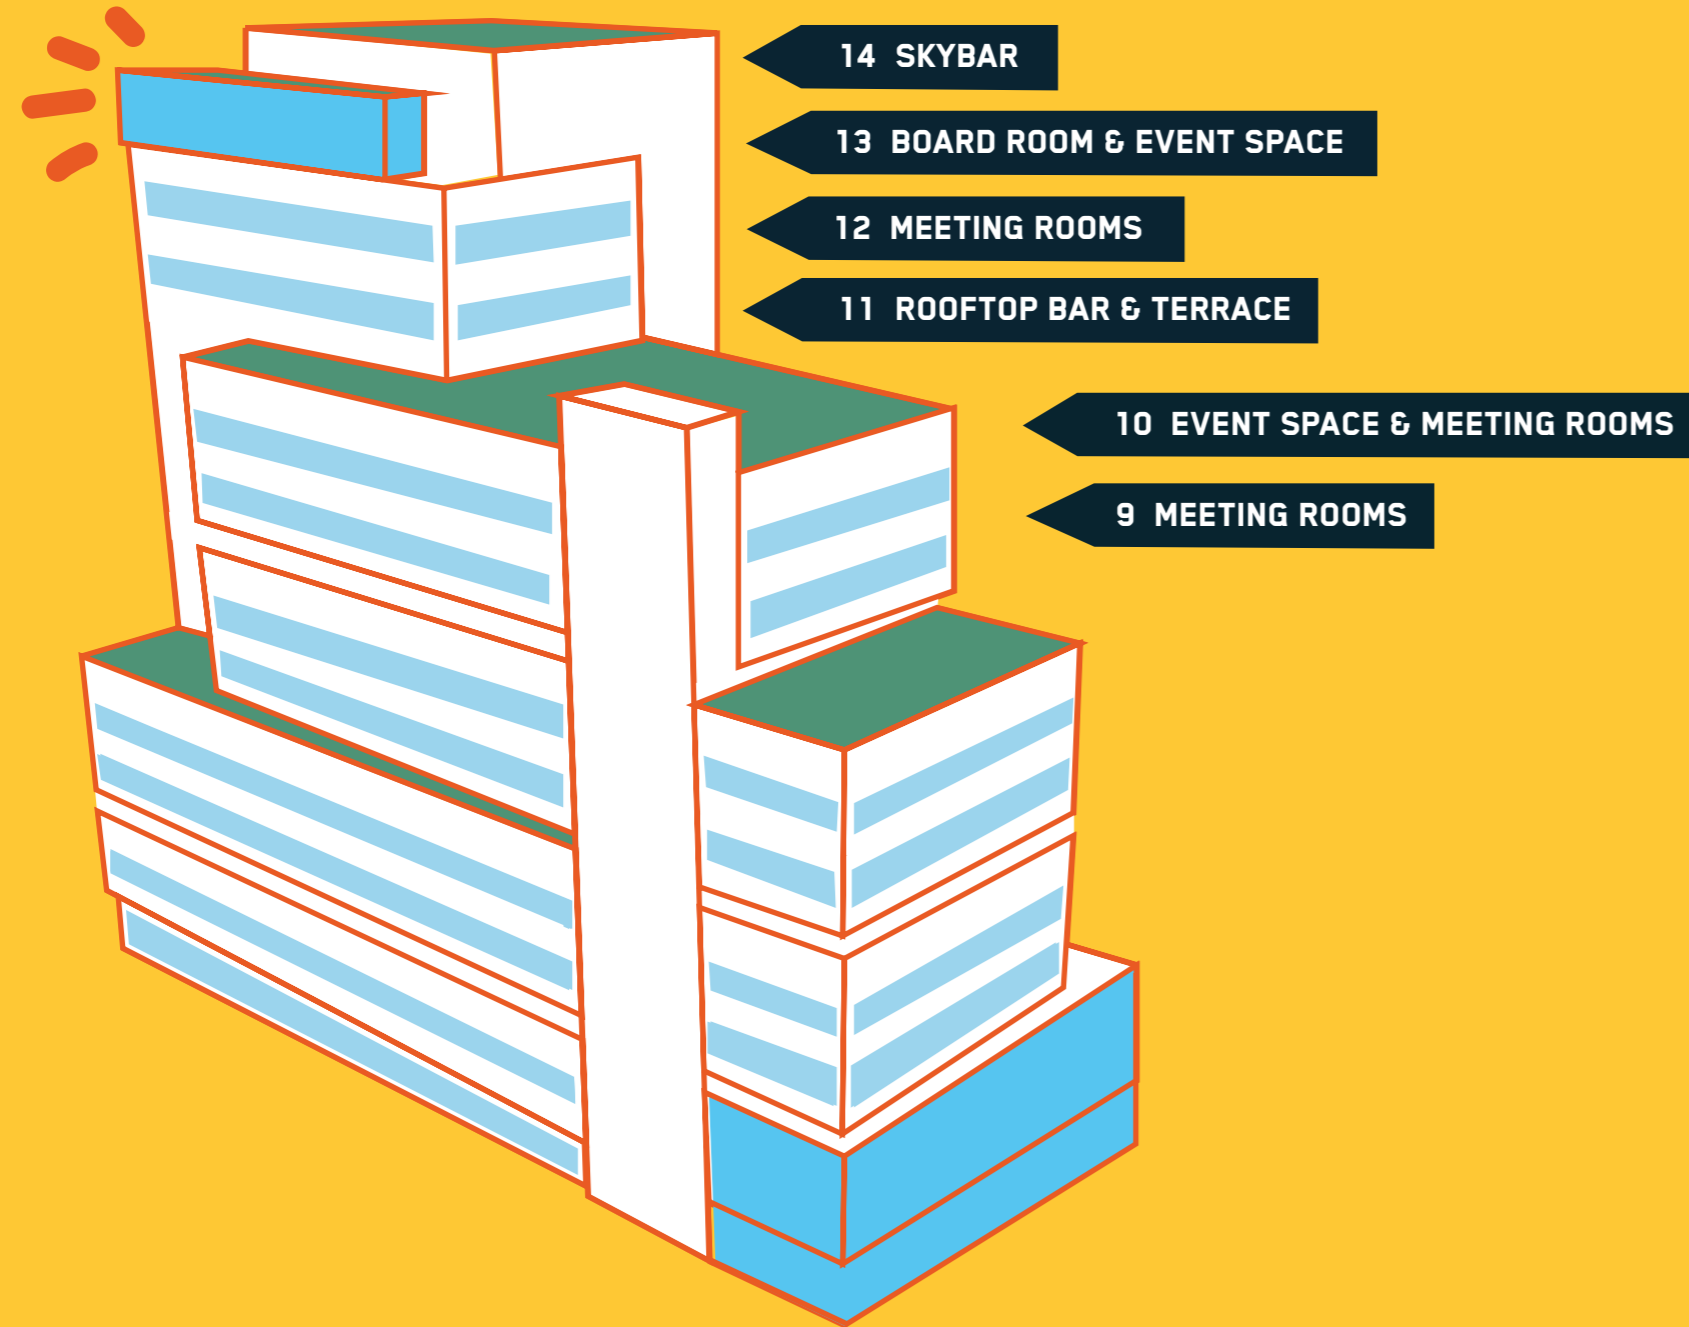 14 SKYBAR
13 BOARD ROOM & EVENT SPACE
12 MEETING ROOMS
11 ROOFTOP BAR & TERRACE
10 EVENT SPACE & MEETING ROOMS
9 MEETING ROOMS